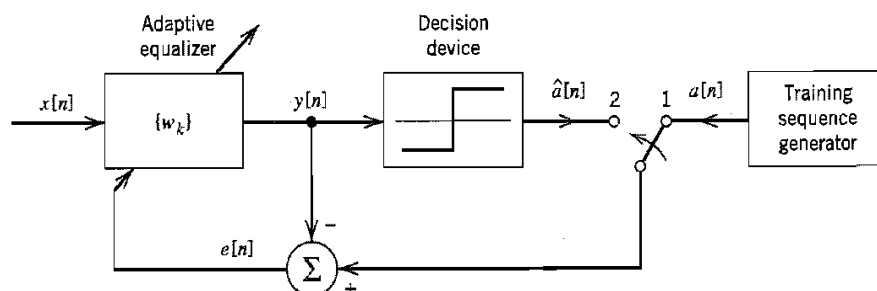 Adaptive
equalizer
Decision
device
x[n]
{w_k}
y[n]
â[n]
2
1
a[n]
Training
sequence
generator
e[n]
−
Σ
+